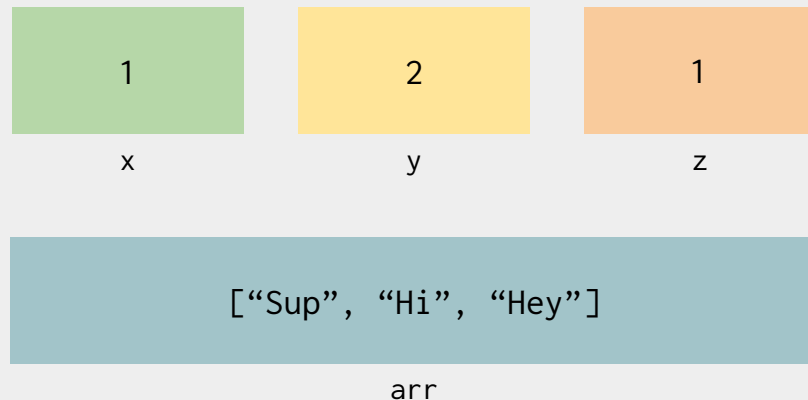 1 2 1
x y z
[“Sup”, “Hi”, “Hey”]
arr